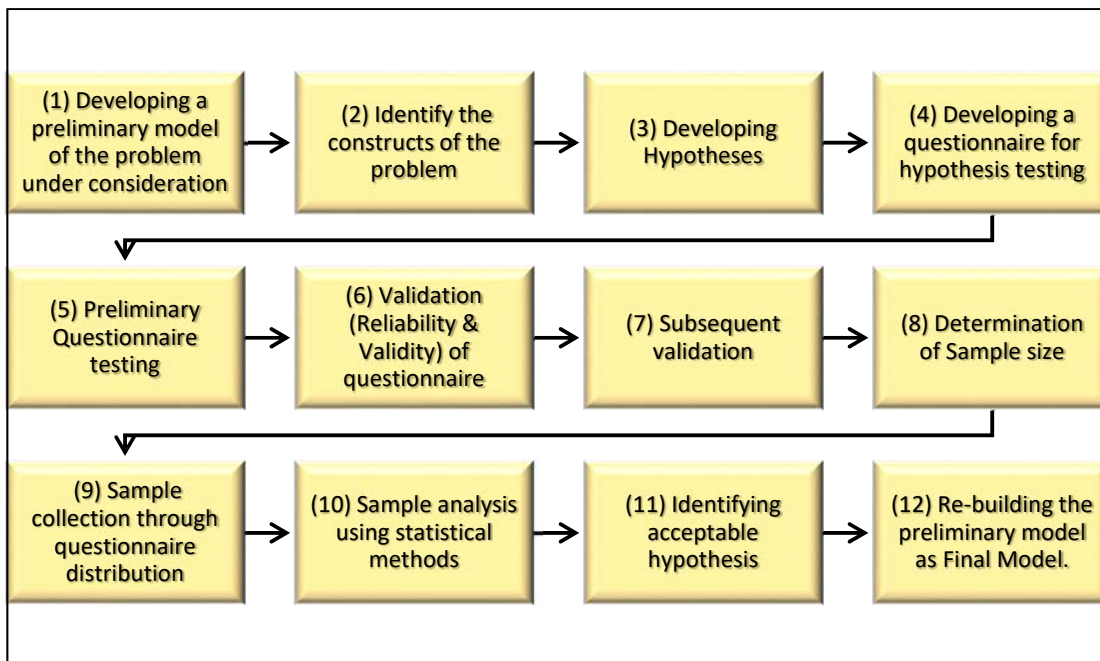 (1) Developing a
preliminary model
of the problem
under consideration
(2) Identify the
constructs of the
problem
(3) Developing
Hypotheses
(4) Developing a
questionnaire for
hypothesis testing
(5) Preliminary
Questionnaire
testing
(6) Validation
(Reliability &
Validity) of
questionnaire
(7) Subsequent
validation
(8) Determination
of Sample size
(9) Sample
collection through
questionnaire
distribution
(10) Sample analysis
using statistical
methods
(11) Identifying
acceptable
hypothesis
(12) Re-building the
preliminary model
as Final Model.